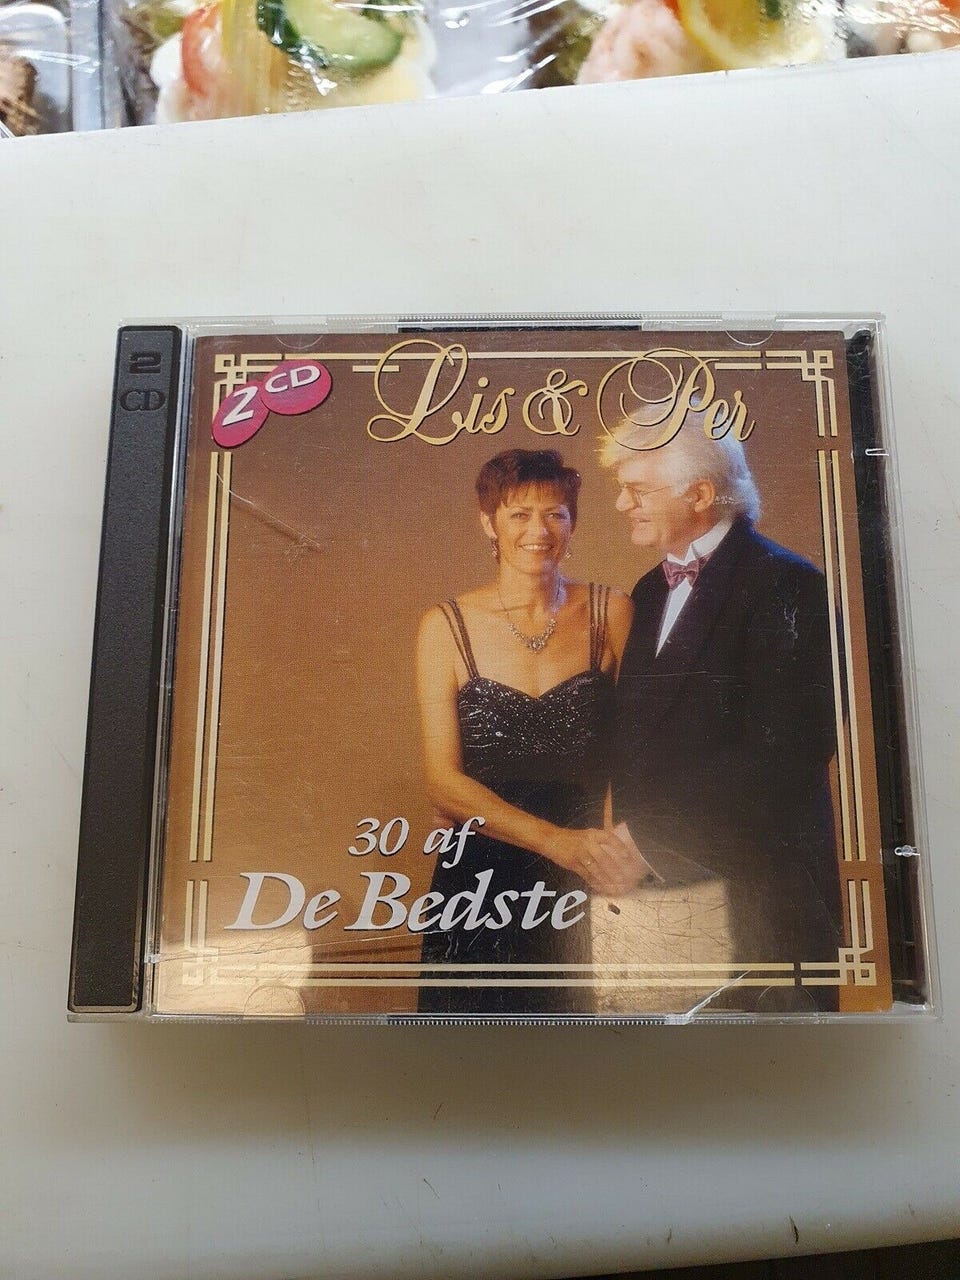 2
CD
2 CD
Lis & Per
30 af
De Bedste